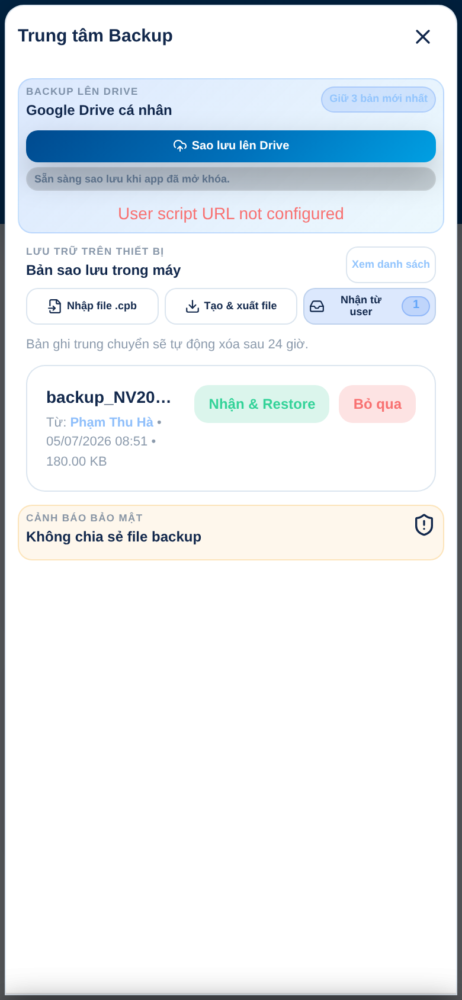 Trung tâm Backup
BACKUP LÊN DRIVE
Google Drive cá nhân
Giữ 3 bản mới nhất
Sao lưu lên Drive
Sẵn sàng sao lưu khi app đã mở khóa.
User script URL not configured
LƯU TRỮ TRÊN THIẾT BỊ
Bản sao lưu trong máy
Xem danh sách
Nhập file .cpb
Tạo & xuất file
Nhận từ
user
1
Bản ghi trung chuyển sẽ tự động xóa sau 24 giờ.
backup_NV20...
Nhận & Restore
Bỏ qua
Từ: Phạm Thu Hà •
05/07/2026 08:51 •
180.00 KB
CẢNH BÁO BẢO MẬT
Không chia sẻ file backup